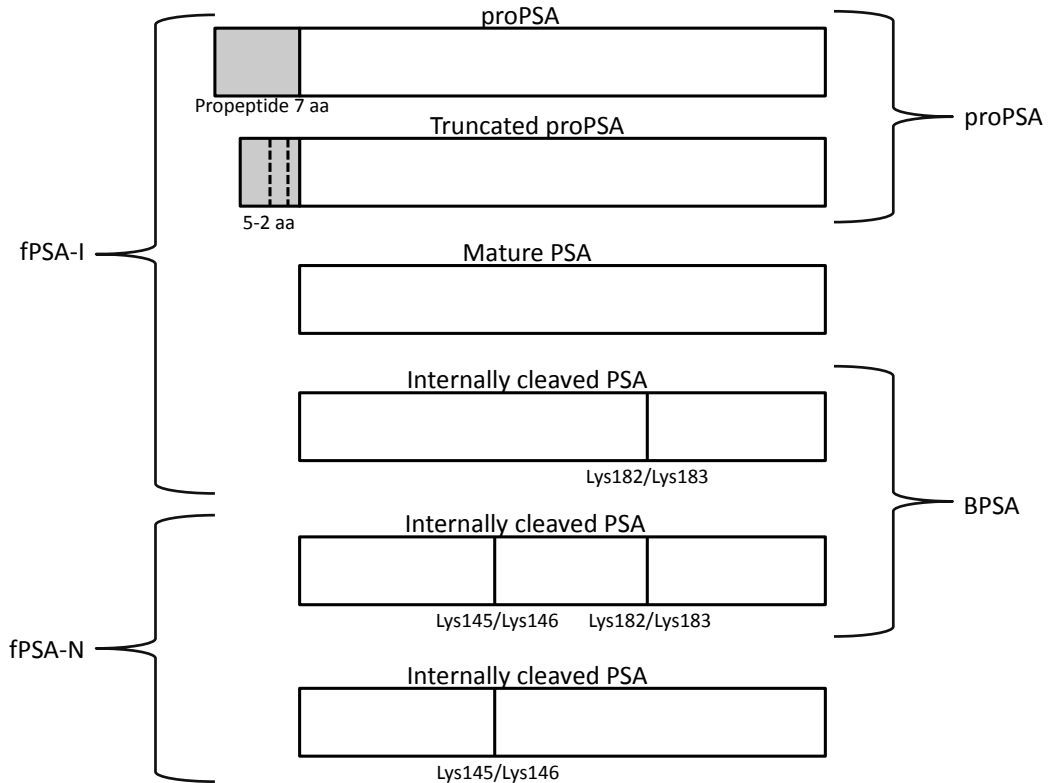 proPSA
Propeptide 7 aa
proPSA
Truncated proPSA
5-2 aa
fPSA-I
Mature PSA
Internally cleaved PSA
Lys182/Lys183
BPSA
Internally cleaved PSA
Lys145/Lys146
Lys182/Lys183
fPSA-N
Internally cleaved PSA
Lys145/Lys146